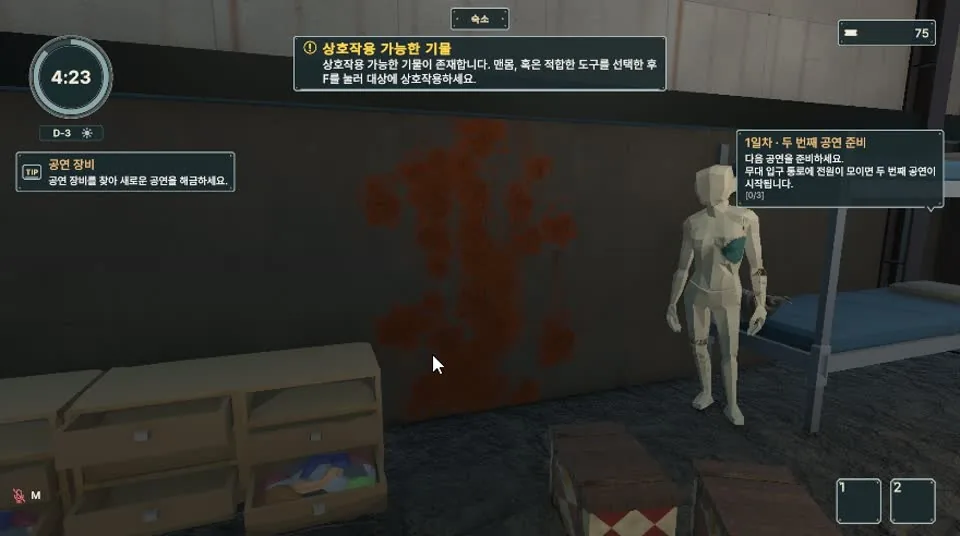 숙소
상호작용 가능한 기물
상호작용 가능한 기물이 존재합니다. 맨몸, 혹은 적합한 도구를 선택한 후
F를 눌러 대상에 상호작용하세요.
75
4:23
D-3
TIP
공연 장비
공연 장비를 찾아 새로운 공연을 해금하세요.
1일차 · 두 번째 공연 준비
다음 공연을 준비하세요.
무대 입구 통로에 전원이 모이면 두 번째 공연이
시작됩니다.
[0/3]
M
1
2